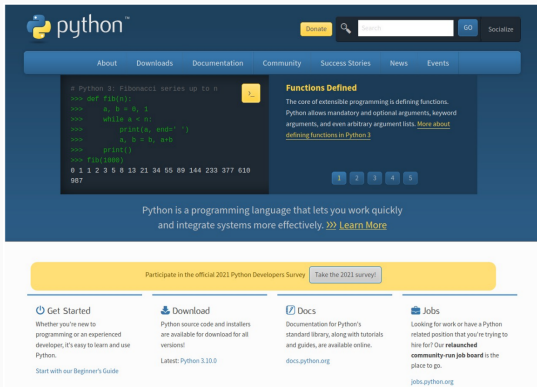 python™
Donate
Search
GO
Socialize
About
Downloads
Documentation
Community
Success Stories
News
Events
# Python 3: Fibonacci series up to n
>>> def fib(n):
>>>     a, b = 0, 1
>>>     while a < n:
>>>         print(a, end=' ')
>>>         a, b = b, a+b
>>>     print()
>>> fib(1000)
0 1 1 2 3 5 8 13 21 34 55 89 144 233 377 610
987
>_
Functions Defined
The core of extensible programming is defining functions.
Python allows mandatory and optional arguments, keyword
arguments, and even arbitrary argument lists. More about
defining functions in Python 3
1 2 3 4 5
Python is a programming language that lets you work quickly
and integrate systems more effectively. >>> Learn More
Participate in the official 2021 Python Developers Survey
Take the 2021 survey!
Get Started
Whether you're new to
programming or an experienced
developer, it's easy to learn and use
Python.
Start with our Beginner's Guide
Download
Python source code and installers
are available for download for all
versions!
Latest: Python 3.10.0
Docs
Documentation for Python's
standard library, along with tutorials
and guides, are available online.
docs.python.org
Jobs
Looking for work or have a Python
related position that you're trying to
hire for? Our relaunched
community-run job board is the
place to go.
jobs.python.org